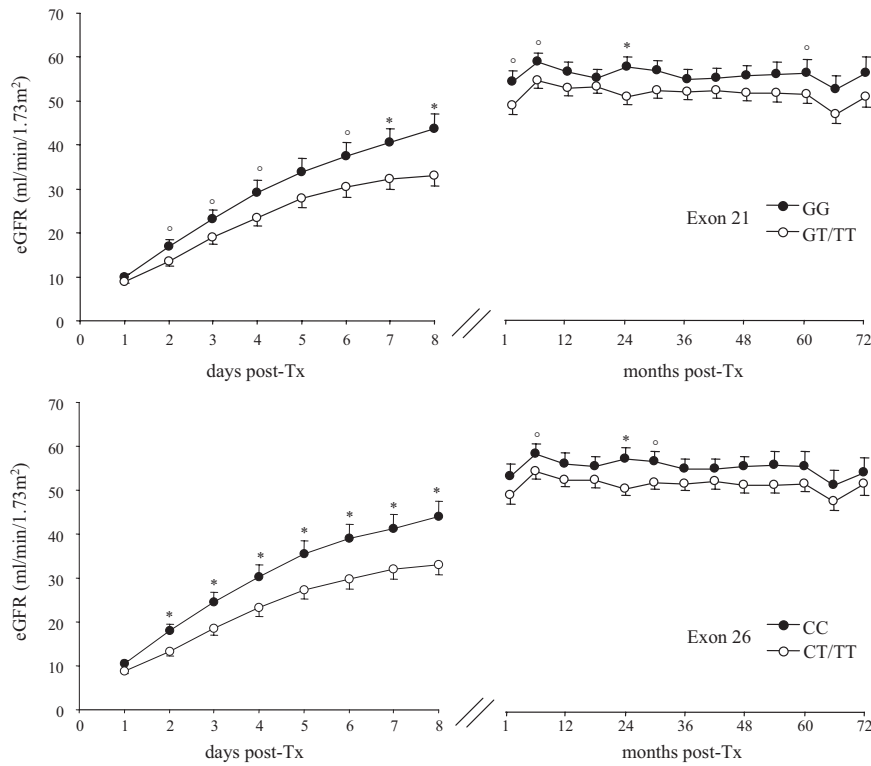 70
60
50
40
30
20
10
0
eGFR (ml/min/1.73m²)
° ° ° ° * *
° ° * °
Exon 21
GG
GT/TT
0 1 2 3 4 5 6 7 8
1 12 24 36 48 60 72
days post-Tx
months post-Tx
70
60
50
40
30
20
10
0
eGFR (ml/min/1.73m²)
* * * * * * *
° * °
Exon 26
CC
CT/TT
0 1 2 3 4 5 6 7 8
1 12 24 36 48 60 72
days post-Tx
months post-Tx